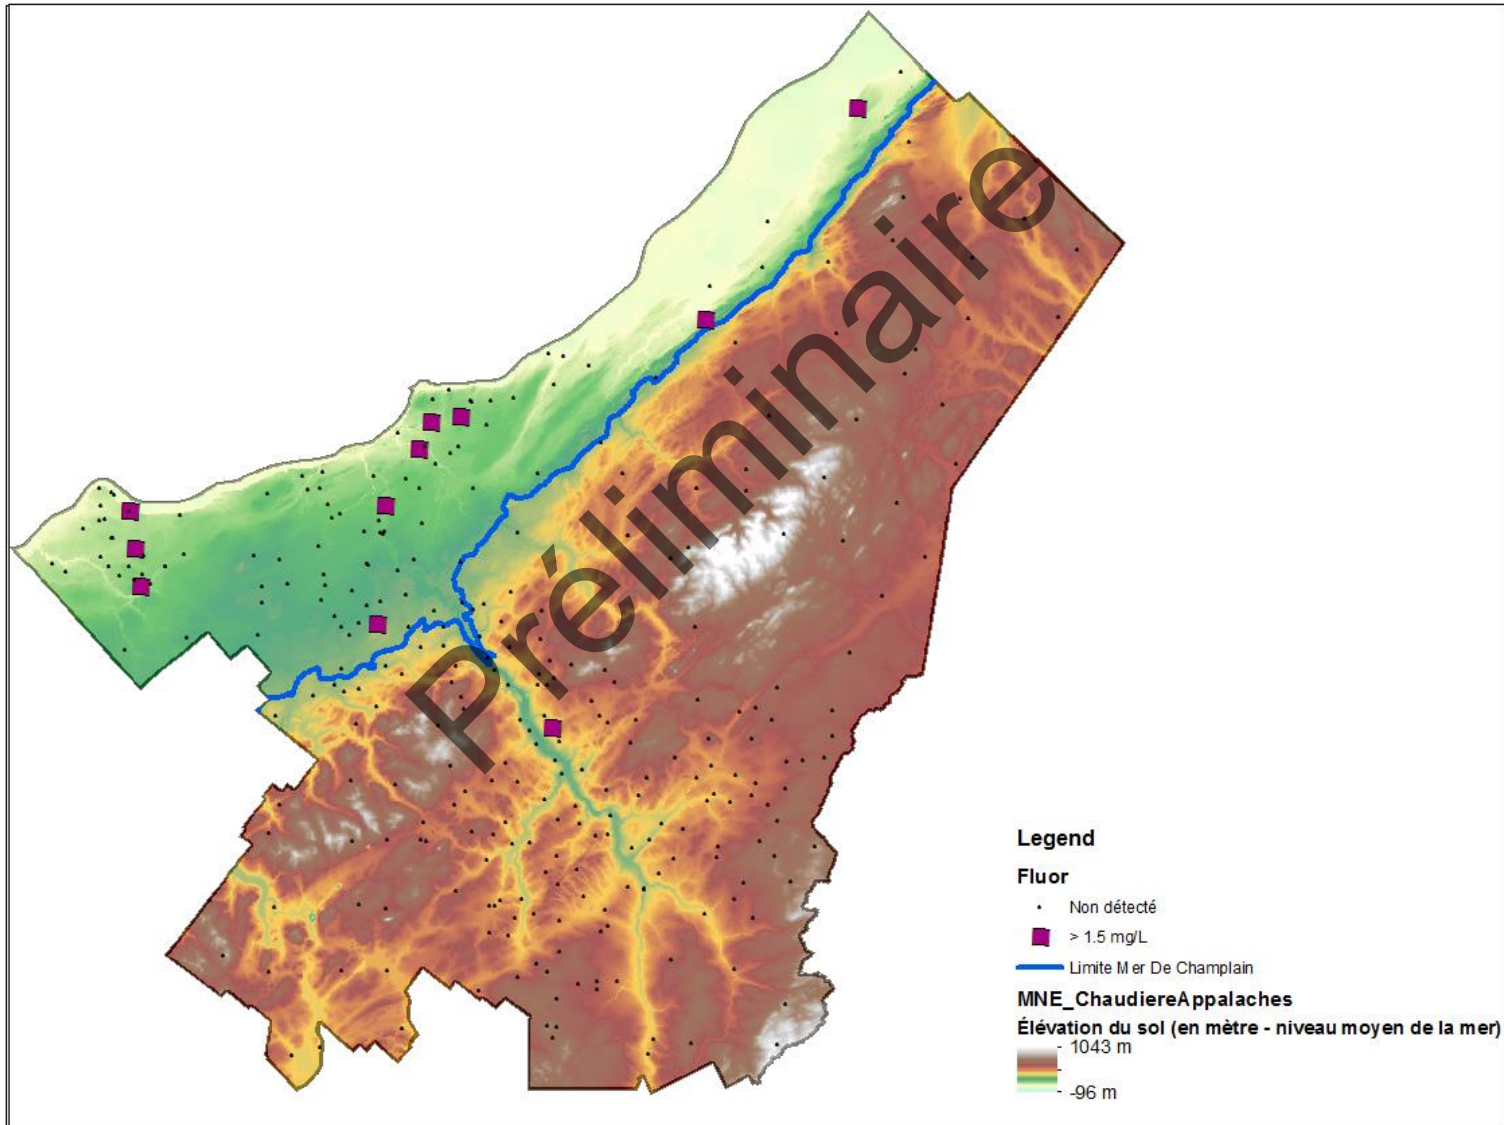 Préliminaire
Legend
Fluor
Non détecté
> 1.5 mg/L
Limite Mer De Champlain
MNE_ChaudiereAppalaches
Élévation du sol (en mètre - niveau moyen de la mer)
1043 m
-96 m